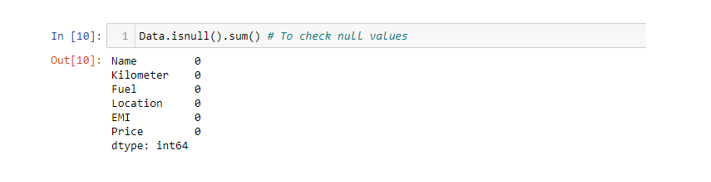 In [10]: 1 Data.isnull().sum() # To check null values
Out[10]: Name 0
Kilometer 0
Fuel 0
Location 0
EMI 0
Price 0
dtype: int64